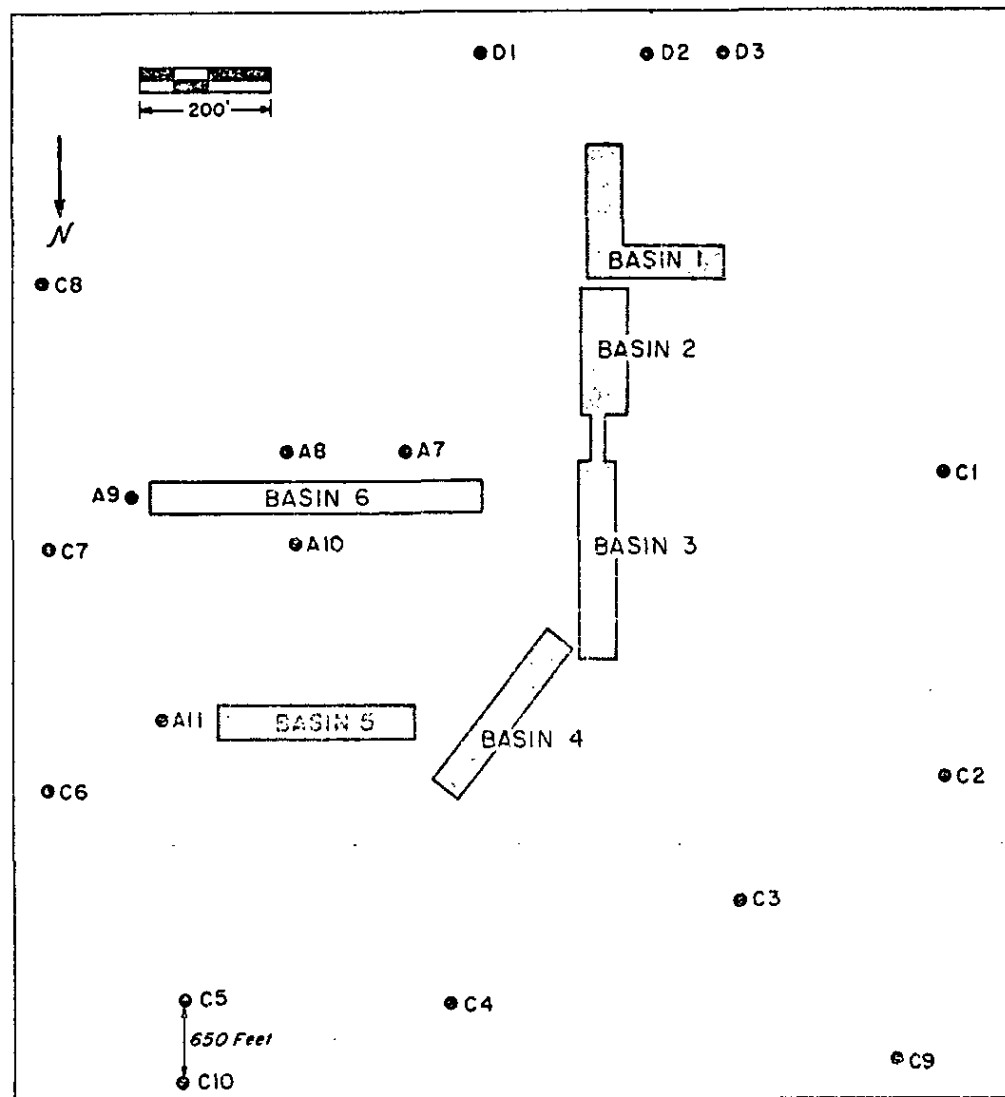 D1
D2
D3
200'
N
BASIN 1
C8
BASIN 2
A8
A7
C1
A9
BASIN 6
C7
A10
BASIN 3
A11
BASIN 5
BASIN 4
C6
C2
C3
C5
C4
650 Feet
C9
C10